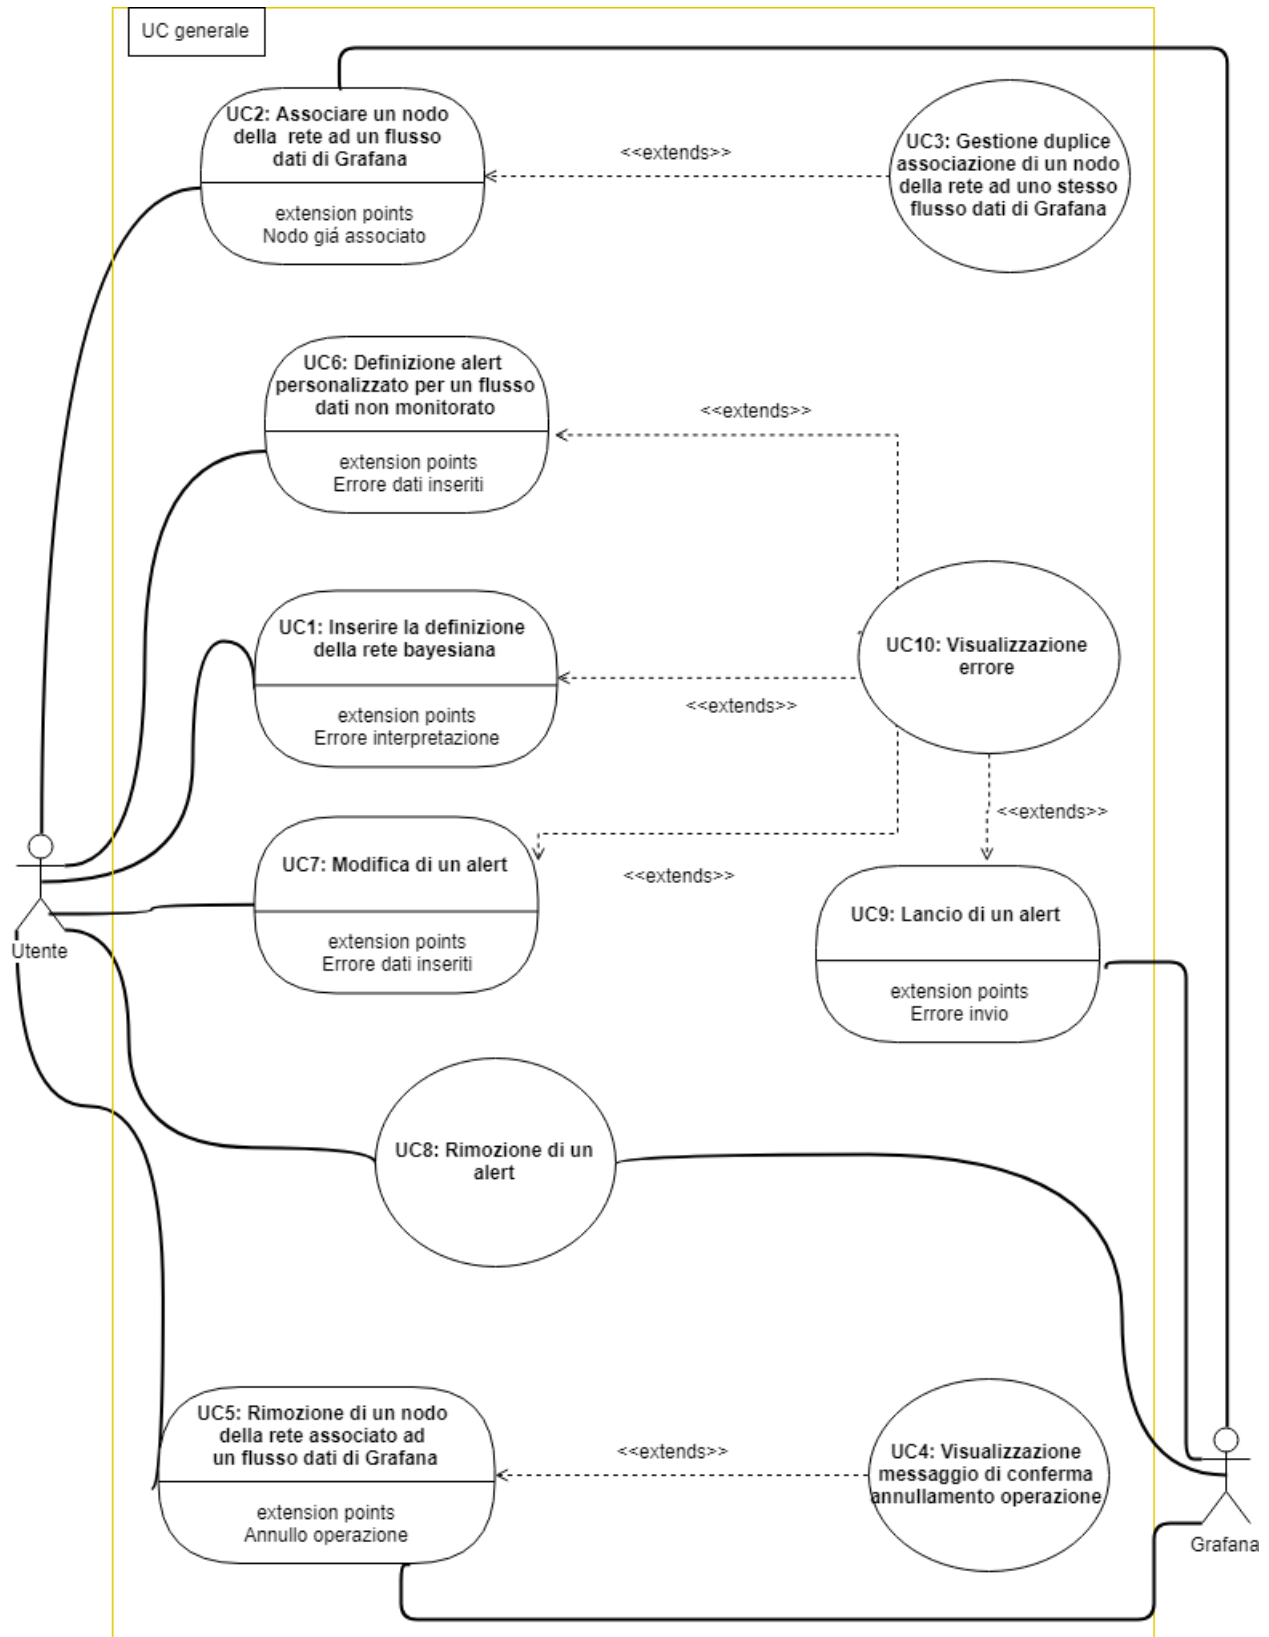 UC generale
UC2: Associare un nodo
della rete ad un flusso
dati di Grafana
extension points
Nodo giá associato
<<extends>>
UC3: Gestione duplice
associazione di un nodo
della rete ad uno stesso
flusso dati di Grafana
UC6: Definizione alert
personalizzato per un flusso
dati non monitorato
extension points
Errore dati inseriti
<<extends>>
UC1: Inserire la definizione
della rete bayesiana
extension points
Errore interpretazione
<<extends>>
UC10: Visualizzazione
errore
<<extends>>
UC7: Modifica di un alert
extension points
Errore dati inseriti
<<extends>>
UC9: Lancio di un alert
extension points
Errore invio
Utente
UC8: Rimozione di un
alert
UC5: Rimozione di un nodo
della rete associato ad
un flusso dati di Grafana
extension points
Annullo operazione
<<extends>>
UC4: Visualizzazione
messaggio di conferma
annullamento operazione
Grafana